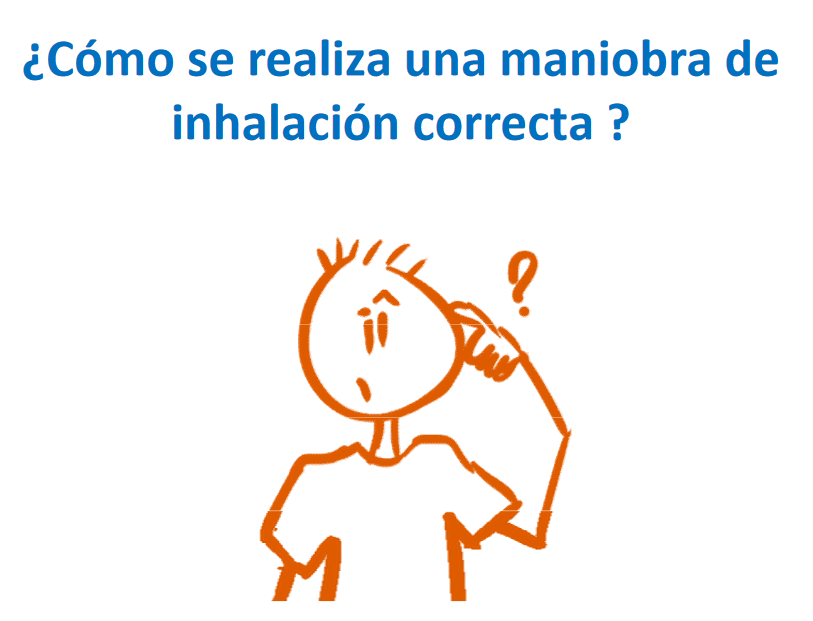 ¿Cómo se realiza una maniobra de
inhalación correcta ?
?